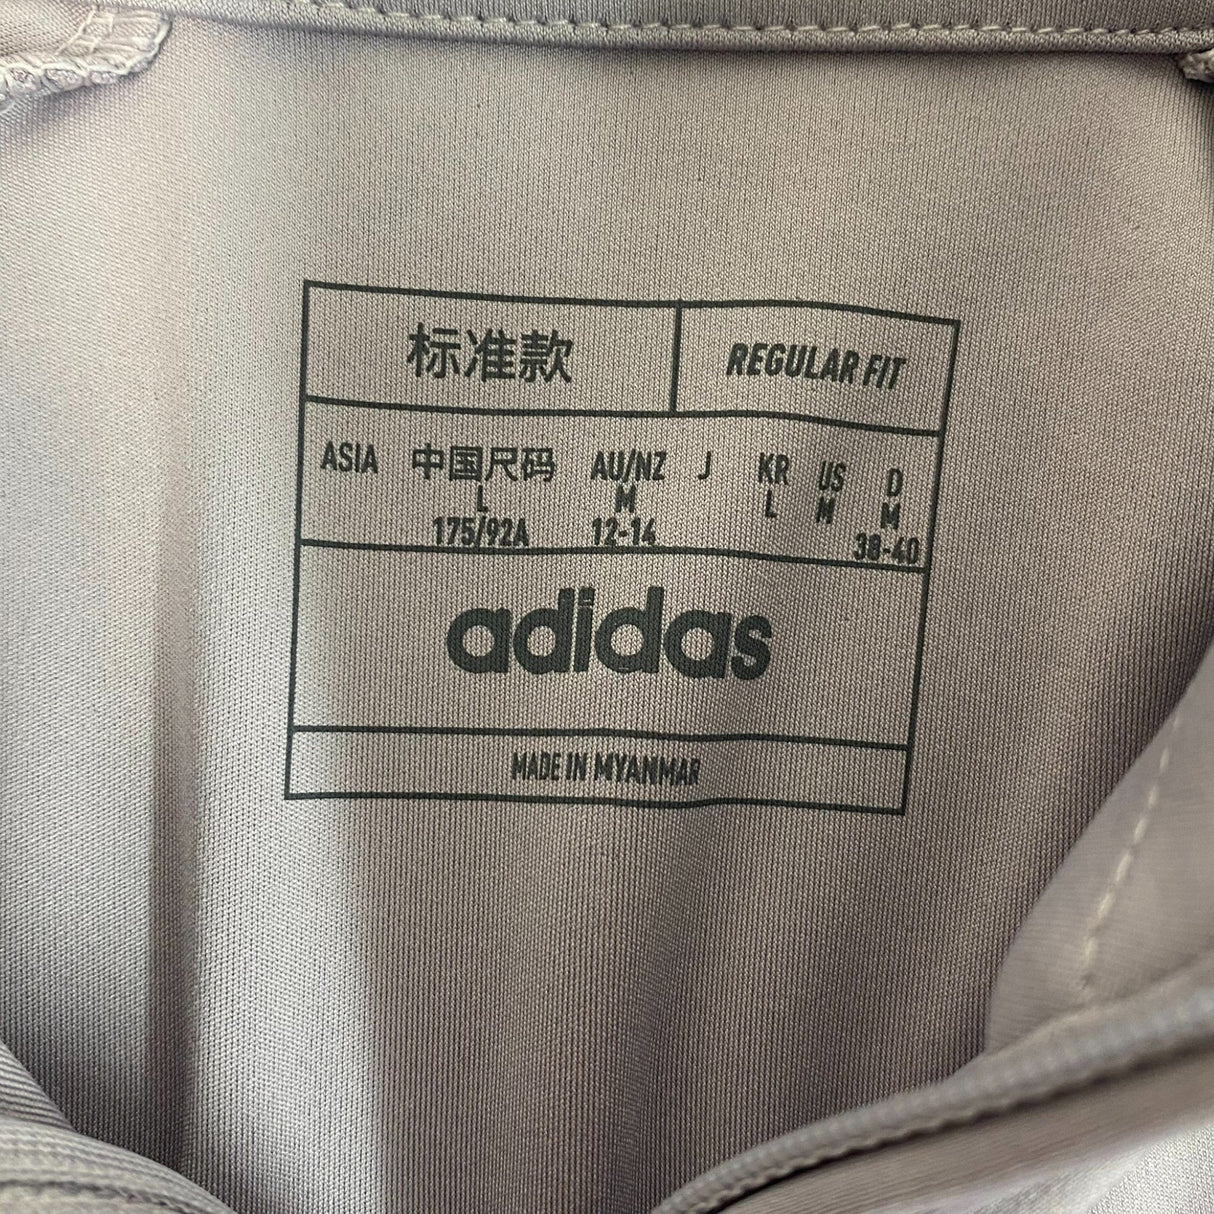 标准款 REGULAR FIT
ASIA 中国尺码 AU/NZ J KR US D
L M L M M
175/92A 12-14 38-40
adidas
MADE IN MYANMAR